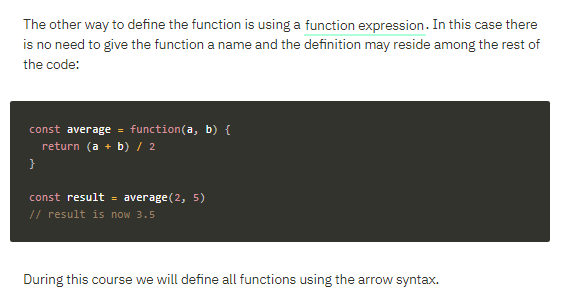 The other way to define the function is using a function expression. In this case there
is no need to give the function a name and the definition may reside among the rest of
the code:
const average = function(a, b) {
  return (a + b) / 2
}
const result = average(2, 5)
// result is now 3.5
During this course we will define all functions using the arrow syntax.